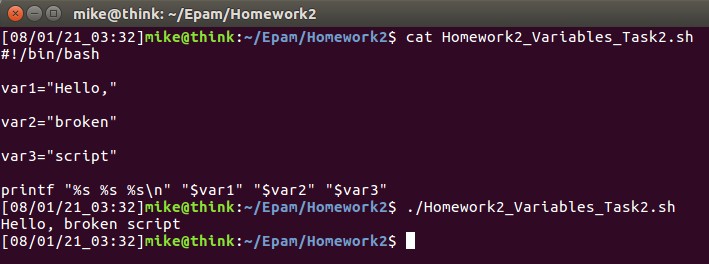 mike@think: ~/Epam/Homework2
[08/01/21_03:32]mike@think:~/Epam/Homework2$ cat Homework2_Variables_Task2.sh
#!/bin/bash
var1="Hello,"
var2="broken"
var3="script"
printf "%s %s %s\n" "$var1" "$var2" "$var3"
[08/01/21_03:32]mike@think:~/Epam/Homework2$ ./Homework2_Variables_Task2.sh
Hello, broken script
[08/01/21_03:32]mike@think:~/Epam/Homework2$